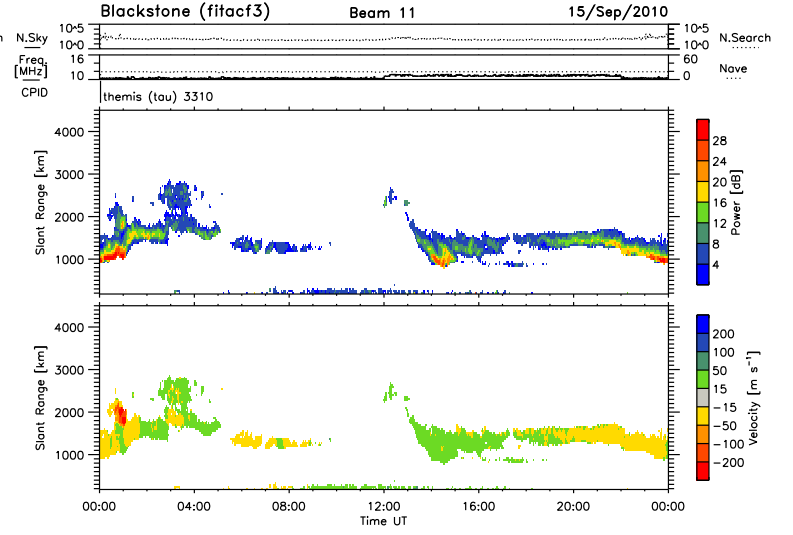 Blackstone (fitacf3) Beam 11 15/Sep/2010
n N.Sky 10^5 10^5 N.Search
10^0 10^0
Freq. 16 60
[MHz] 10 0 Nave
CPID themis (tau) 3310
Slant Range [km]
4000
3000
2000
1000
Power [dB]
28
24
20
16
12
8
4
Slant Range [km]
4000
3000
2000
1000
Velocity [m s⁻¹]
200
100
50
15
-15
-50
-100
-200
00:00 04:00 08:00 12:00 16:00 20:00 00:00
Time UT